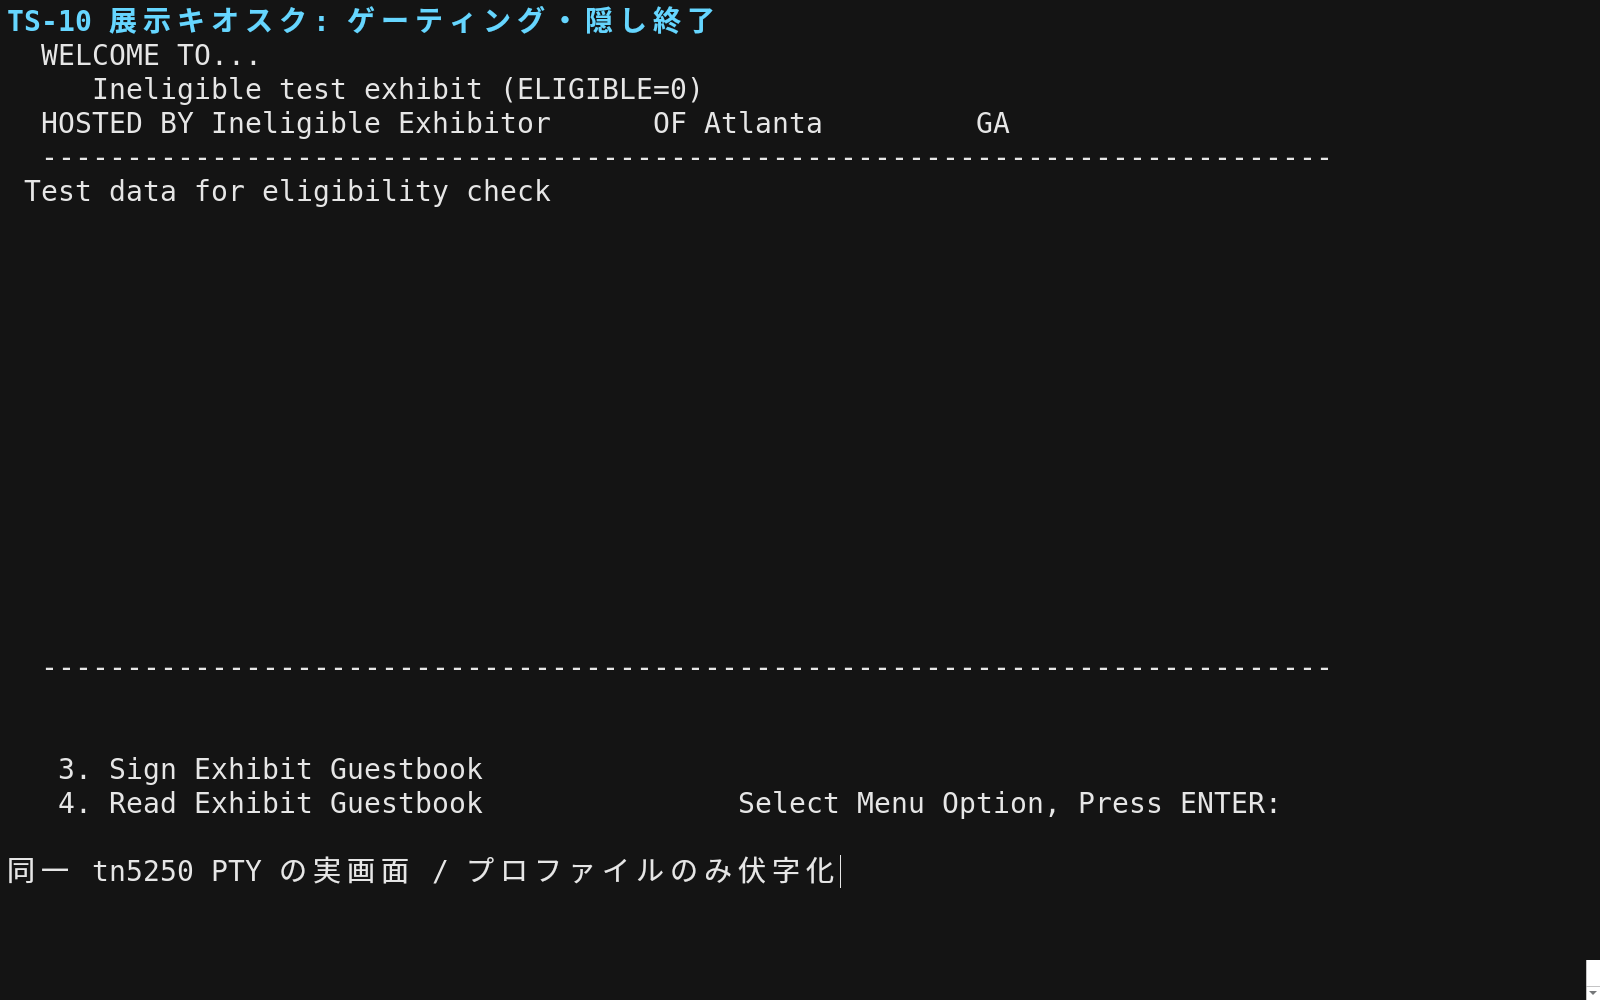 TS-10 展示キオスク: ゲーティング・隠し終了
WELCOME TO...
Ineligible test exhibit (ELIGIBLE=0)
HOSTED BY Ineligible Exhibitor      OF Atlanta         GA
----------------------------------------------------------------------------
Test data for eligibility check
----------------------------------------------------------------------------
3. Sign Exhibit Guestbook
4. Read Exhibit Guestbook               Select Menu Option, Press ENTER:
同一 tn5250 PTY の実画面 / プロファイルのみ伏字化